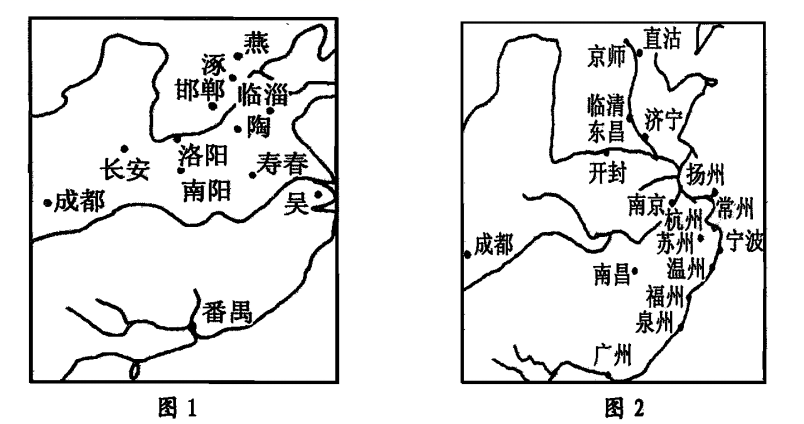 燕
涿
邯郸
临淄
陶
洛阳
长安
寿春
南阳
成都
吴
番禺
图 1
直沽
京师
临清
济宁
东昌
开封
扬州
南京
常州
杭州
苏州
宁波
成都
温州
南昌
福州
泉州
广州
图 2